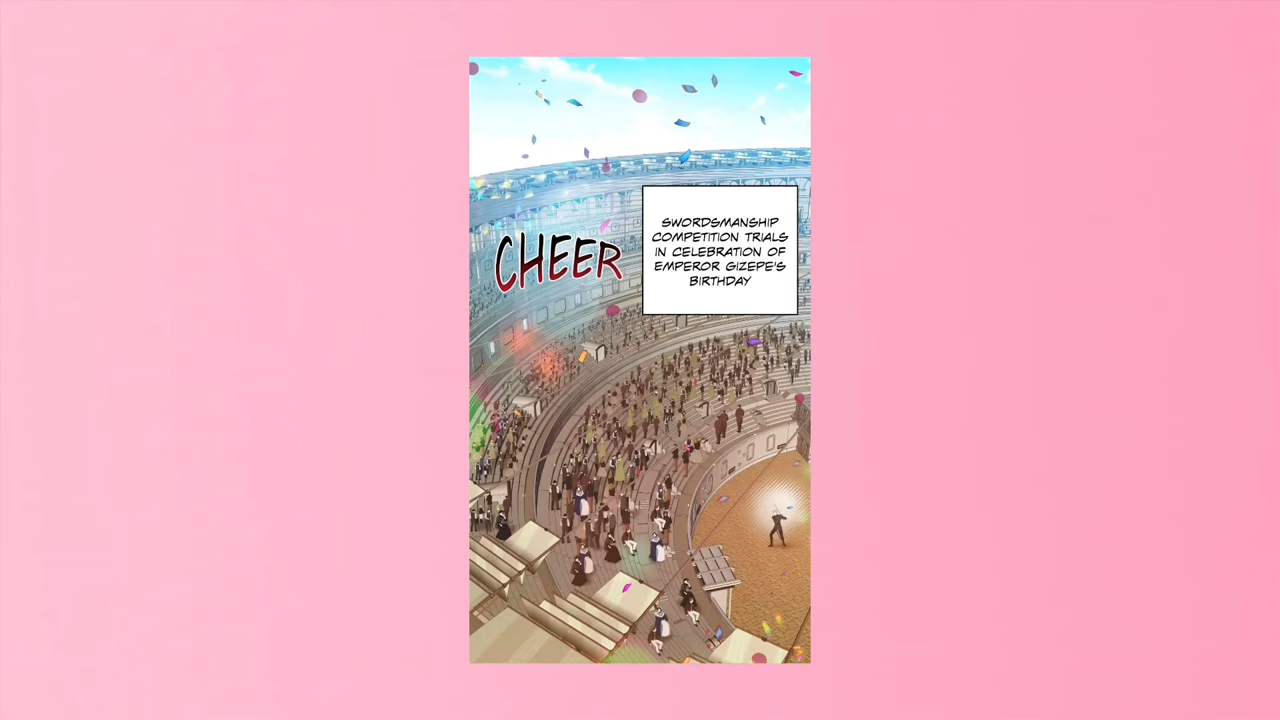 SWORDSMANSHIP
COMPETITION TRIALS
IN CELEBRATION OF
EMPEROR GIZEPE'S
BIRTHDAY
CHEER